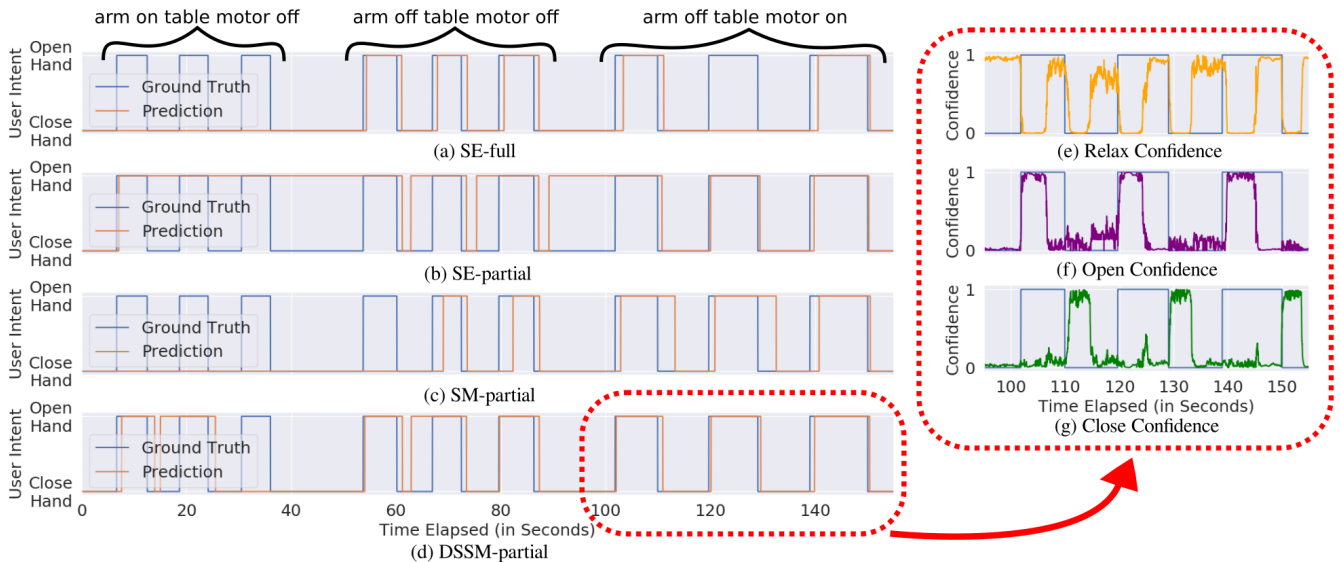 arm on table motor off
arm off table motor off
arm off table motor on
User Intent
Open
Hand
Close
Hand
Ground Truth
Prediction
(a) SE-full
User Intent
Open
Hand
Close
Hand
Ground Truth
Prediction
(b) SE-partial
User Intent
Open
Hand
Close
Hand
Ground Truth
Prediction
(c) SM-partial
User Intent
Open
Hand
Close
Hand
Ground Truth
Prediction
0 20 40 60 80 100 120 140
Time Elapsed (in Seconds)
(d) DSSM-partial
Confidence
1
0
(e) Relax Confidence
Confidence
1
0
(f) Open Confidence
Confidence
1
0
100 110 120 130 140 150
Time Elapsed (in Seconds)
(g) Close Confidence